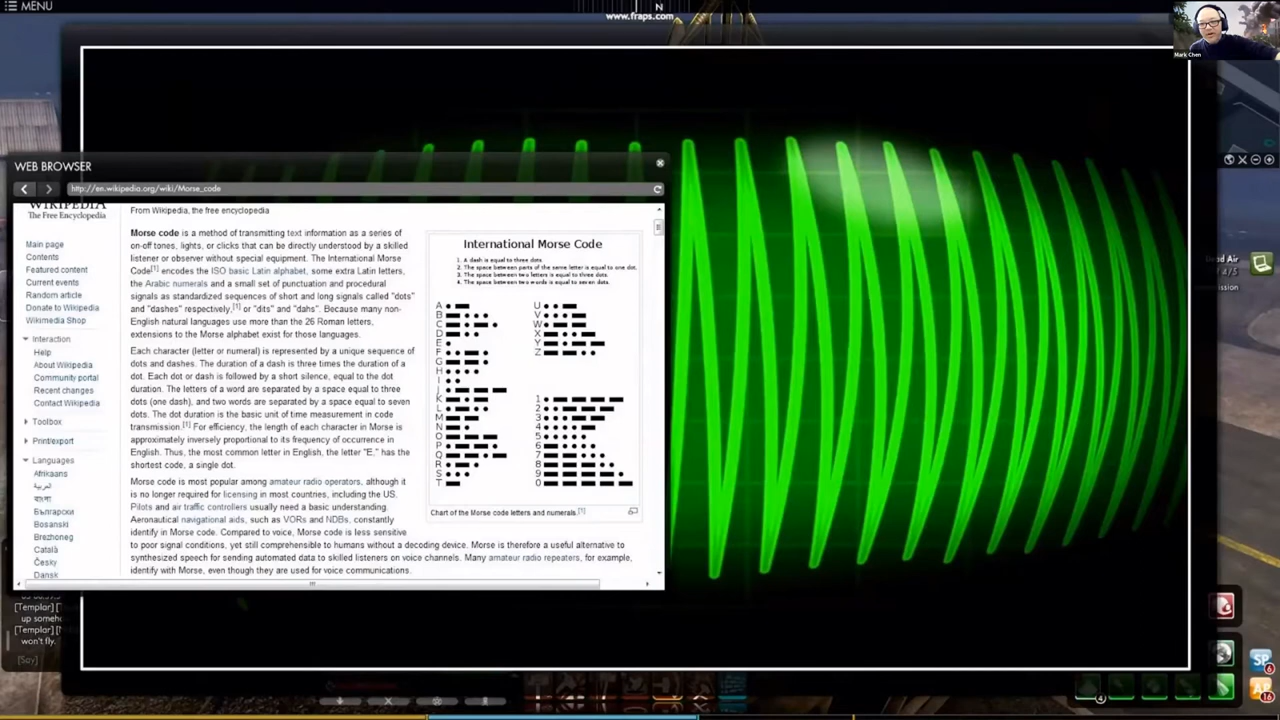 MENU
N
www.fraps.com
Mark Chen
WEB BROWSER
http://en.wikipedia.org/wiki/Morse_code
WIKIPEDIA
The Free Encyclopedia
Main page
Contents
Featured content
Current events
Random article
Donate to Wikipedia
Wikimedia Shop
Interaction
Help
About Wikipedia
Community portal
Recent changes
Contact Wikipedia
Toolbox
Print/export
Languages
Afrikaans
العربية
বাংলা
Български
Bosanski
Brezhoneg
Català
Česky
Dansk
From Wikipedia, the free encyclopedia
Morse code is a method of transmitting text information as a series of
on-off tones, lights, or clicks that can be directly understood by a skilled
listener or observer without special equipment. The International Morse
Code[1] encodes the ISO basic Latin alphabet, some extra Latin letters,
the Arabic numerals and a small set of punctuation and procedural
signals as standardized sequences of short and long signals called "dots"
and "dashes" respectively,[1] or "dits" and "dahs". Because many non-
English natural languages use more than the 26 Roman letters,
extensions to the Morse alphabet exist for those languages.
Each character (letter or numeral) is represented by a unique sequence of
dots and dashes. The duration of a dash is three times the duration of a
dot. Each dot or dash is followed by a short silence, equal to the dot
duration. The letters of a word are separated by a space equal to three
dots (one dash), and two words are separated by a space equal to seven
dots. The dot duration is the basic unit of time measurement in code
transmission.[1] For efficiency, the length of each character in Morse is
approximately inversely proportional to its frequency of occurrence in
English. Thus, the most common letter in English, the letter "E," has the
shortest code, a single dot.
Morse code is most popular among amateur radio operators, although it
is no longer required for licensing in most countries, including the US.
Pilots and air traffic controllers usually need a basic understanding.
Aeronautical navigational aids, such as VORs and NDBs, constantly
identify in Morse code. Compared to voice, Morse code is less sensitive
to poor signal conditions, yet still comprehensible to humans without a decoding device. Morse is therefore a useful alternative to
synthesized speech for sending automated data to skilled listeners on voice channels. Many amateur radio repeaters, for example,
identify with Morse, even though they are used for voice communications.
International Morse Code
1. A dash is equal to three dots.
2. The space between parts of the same letter is equal to one dot.
3. The space between two letters is equal to three dots.
4. The space between two words is equal to seven dots.
A
B
C
D
E
F
G
H
I
J
K
L
M
N
O
P
Q
R
S
T
U
V
W
X
Y
Z
1
2
3
4
5
6
7
8
9
0
Chart of the Morse code letters and numerals.[1]
Dead Air
4/5
ission
[Templar]
up someho
[Templar]
won't fly.
[Say]
SP
6
AP
16
4